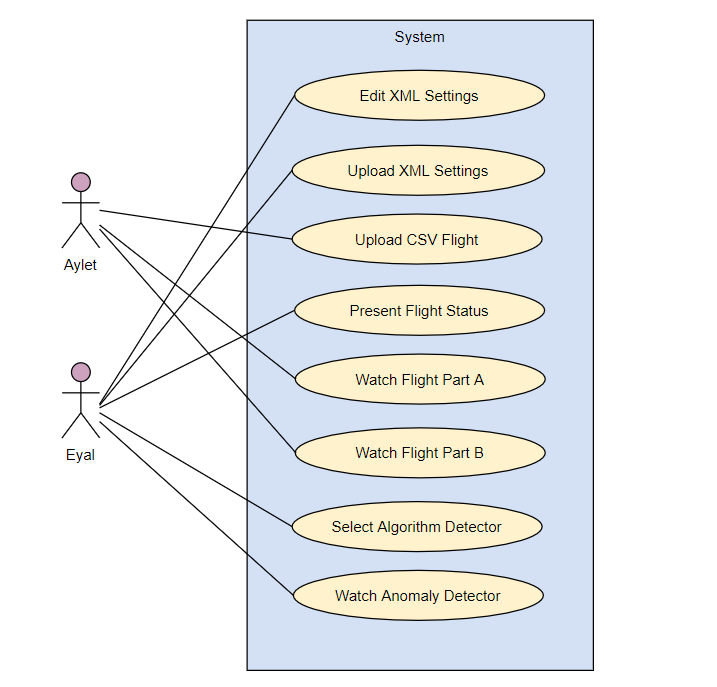 System
Edit XML Settings
Upload XML Settings
Upload CSV Flight
Aylet
Present Flight Status
Watch Flight Part A
Eyal
Watch Flight Part B
Select Algorithm Detector
Watch Anomaly Detector